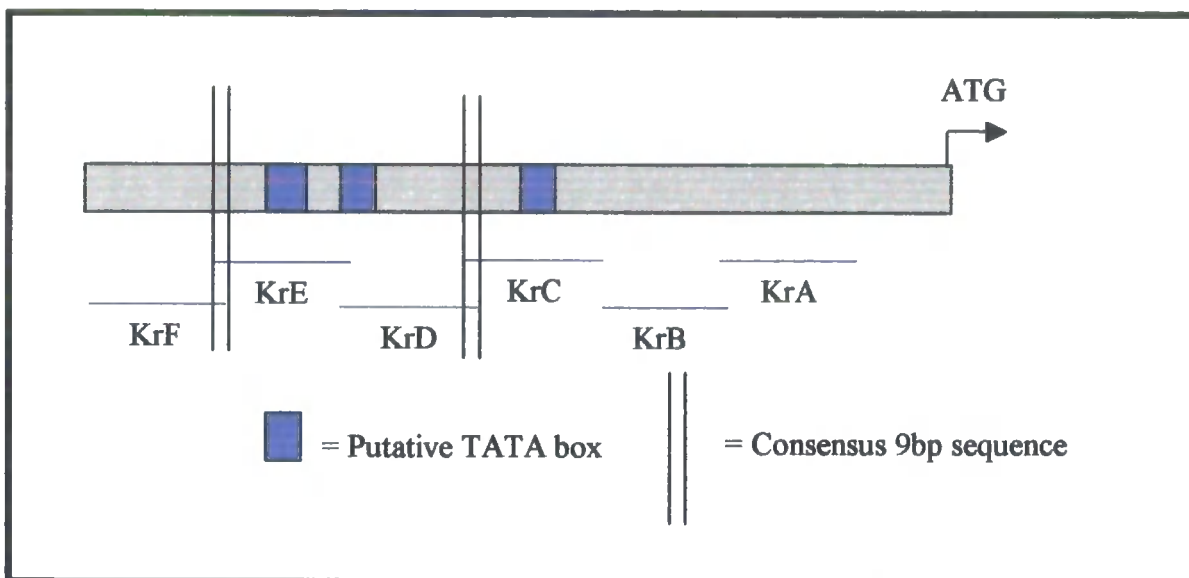 ATG
KrE
KrC
KrA
KrF
KrD
KrB
= Putative TATA box
= Consensus 9bp sequence